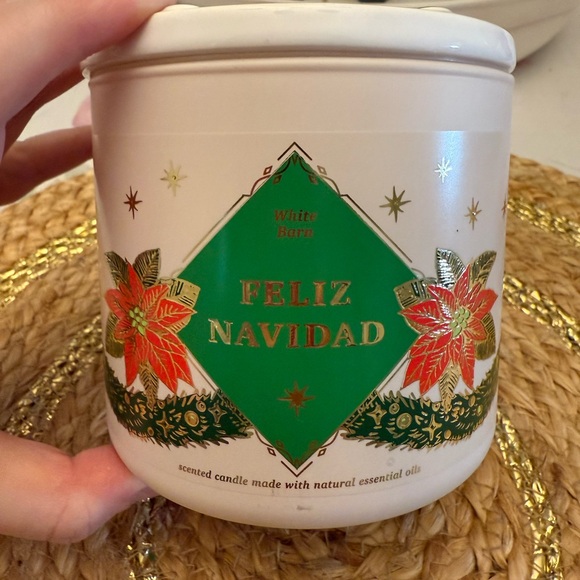 White
Barn
FELIZ
NAVIDAD
scented candle made with natural essential oils